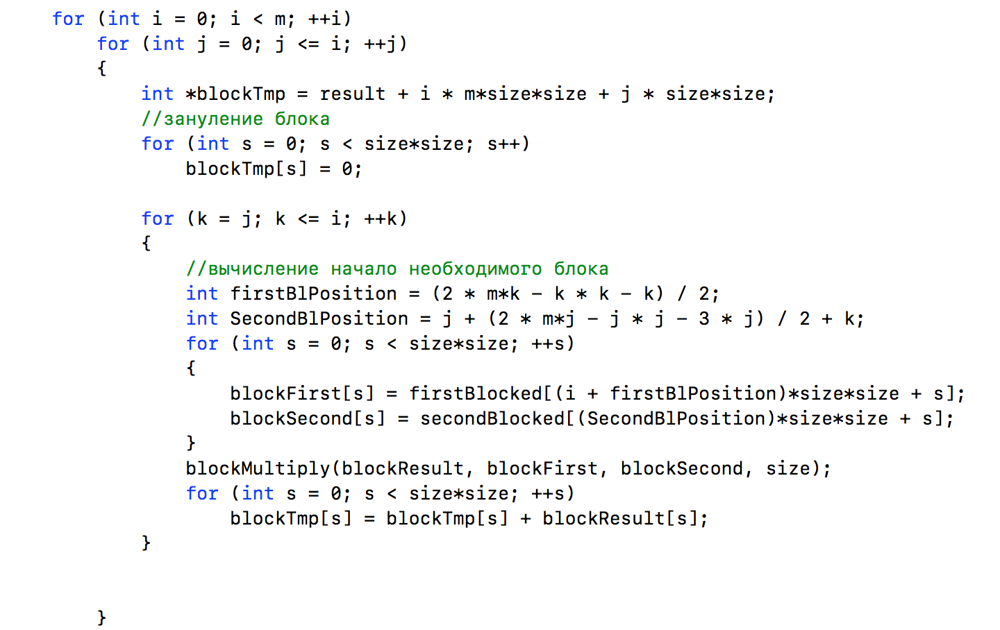 for (int i = 0; i < m; ++i)
for (int j = 0; j <= i; ++j)
{
int *blockTmp = result + i * m*size*size + j * size*size;
//зануление блока
for (int s = 0; s < size*size; s++)
blockTmp[s] = 0;
for (k = j; k <= i; ++k)
{
//вычисление начало необходимого блока
int firstBlPosition = (2 * m*k - k * k - k) / 2;
int SecondBlPosition = j + (2 * m*j - j * j - 3 * j) / 2 + k;
for (int s = 0; s < size*size; ++s)
{
blockFirst[s] = firstBlocked[(i + firstBlPosition)*size*size + s];
blockSecond[s] = secondBlocked[(SecondBlPosition)*size*size + s];
}
blockMultiply(blockResult, blockFirst, blockSecond, size);
for (int s = 0; s < size*size; ++s)
blockTmp[s] = blockTmp[s] + blockResult[s];
}
}